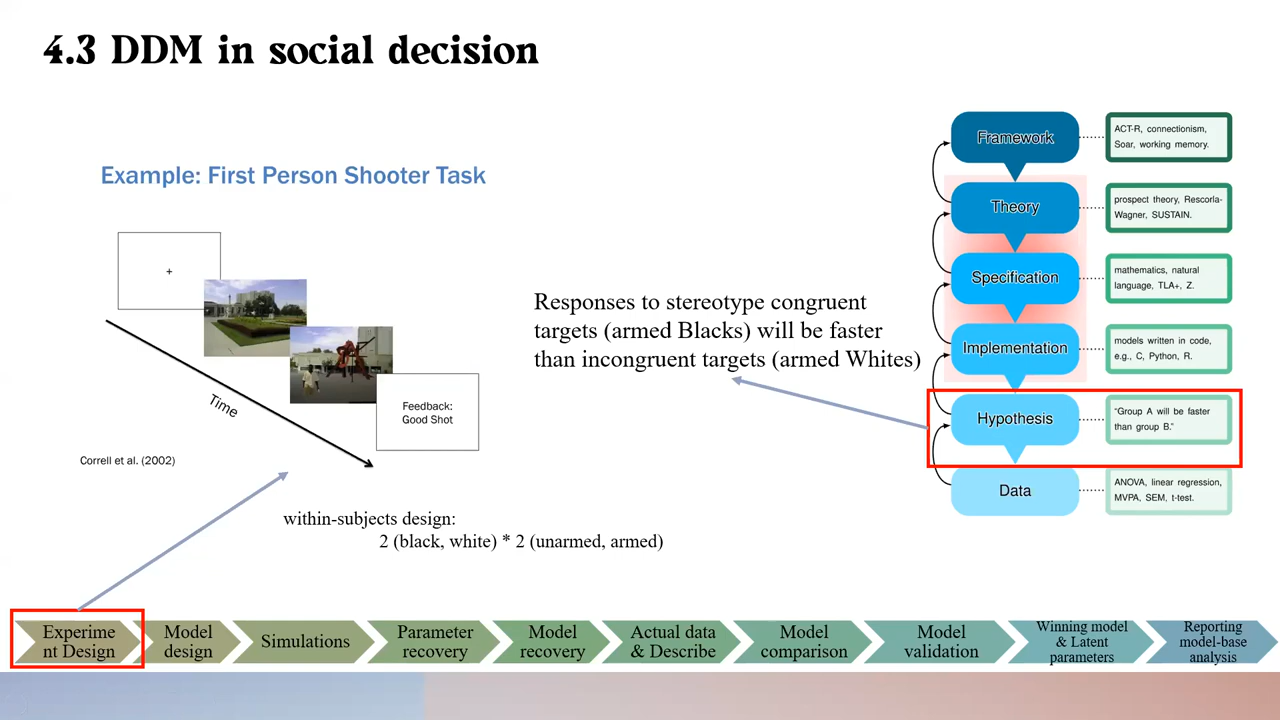 4.3 DDM in social decision
Example: First Person Shooter Task
+
Time
Feedback:
Good Shot
Correll et al. (2002)
within-subjects design:
2 (black, white) * 2 (unarmed, armed)
Responses to stereotype congruent
targets (armed Blacks) will be faster
than incongruent targets (armed Whites)
Framework
ACT-R, connectionism,
Soar, working memory.
Theory
prospect theory, Rescorla-
Wagner, SUSTAIN.
Specification
mathematics, natural
language, TLA+, Z.
Implementation
models written in code,
e.g., C, Python, R.
Hypothesis
“Group A will be faster
than group B.”
Data
ANOVA, linear regression,
MVPA, SEM, t-test.
Experime
nt Design
Model
design
Simulations
Parameter
recovery
Model
recovery
Actual data
& Describe
Model
comparison
Model
validation
Winning model
& Latent
parameters
Reporting
model-base
analysis